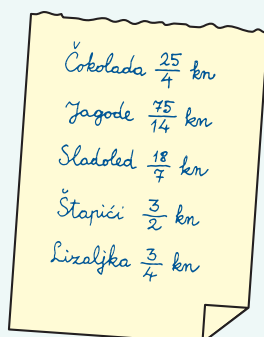 Čokolada 25/4 kn
Jagode 75/14 kn
Sladoled 18/7 kn
Štapići 3/2 kn
Lizaljka 3/4 kn